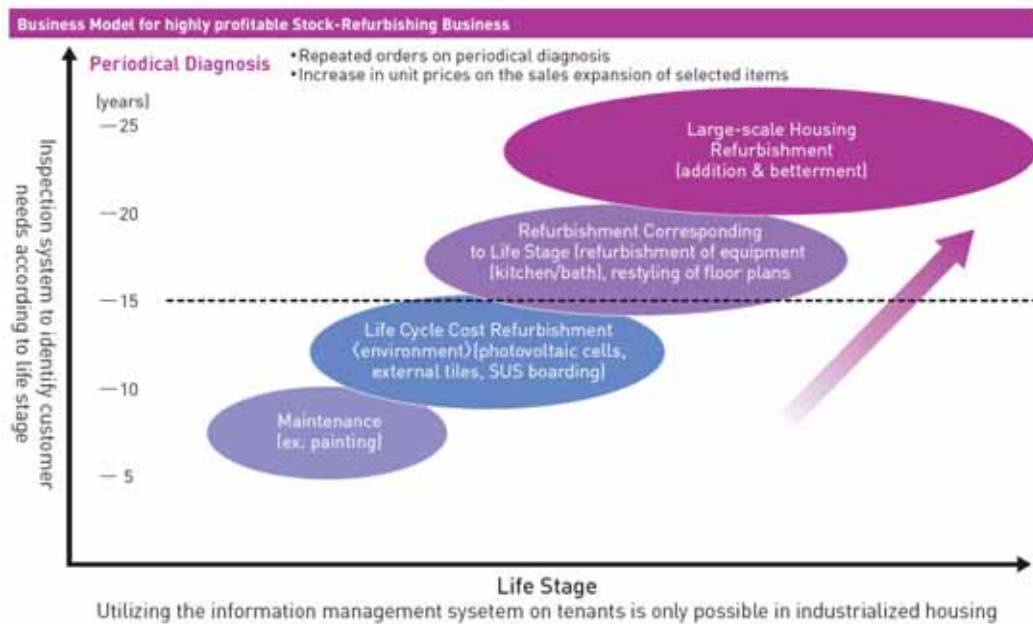 Business Model for highly profitable Stock-Refurbishing Business
Periodical Diagnosis
•Repeated orders on periodical diagnosis
•Increase in unit prices on the sales expansion of selected items
[years]
—25
—20
—15
—10
— 5
Inspection system to identify customer
needs according to life stage
Large-scale Housing
Refurbishment
[addition & betterment]
Refurbishment Corresponding
to Life Stage [refurbishment of equipment
[kitchen/bath], restyling of floor plans
Life Cycle Cost Refurbishment
〈environment〉[photovoltaic cells,
external tiles, SUS boarding]
Maintenance
[ex. painting]
Life Stage
Utilizing the information management sysetem on tenants is only possible in industrialized housing